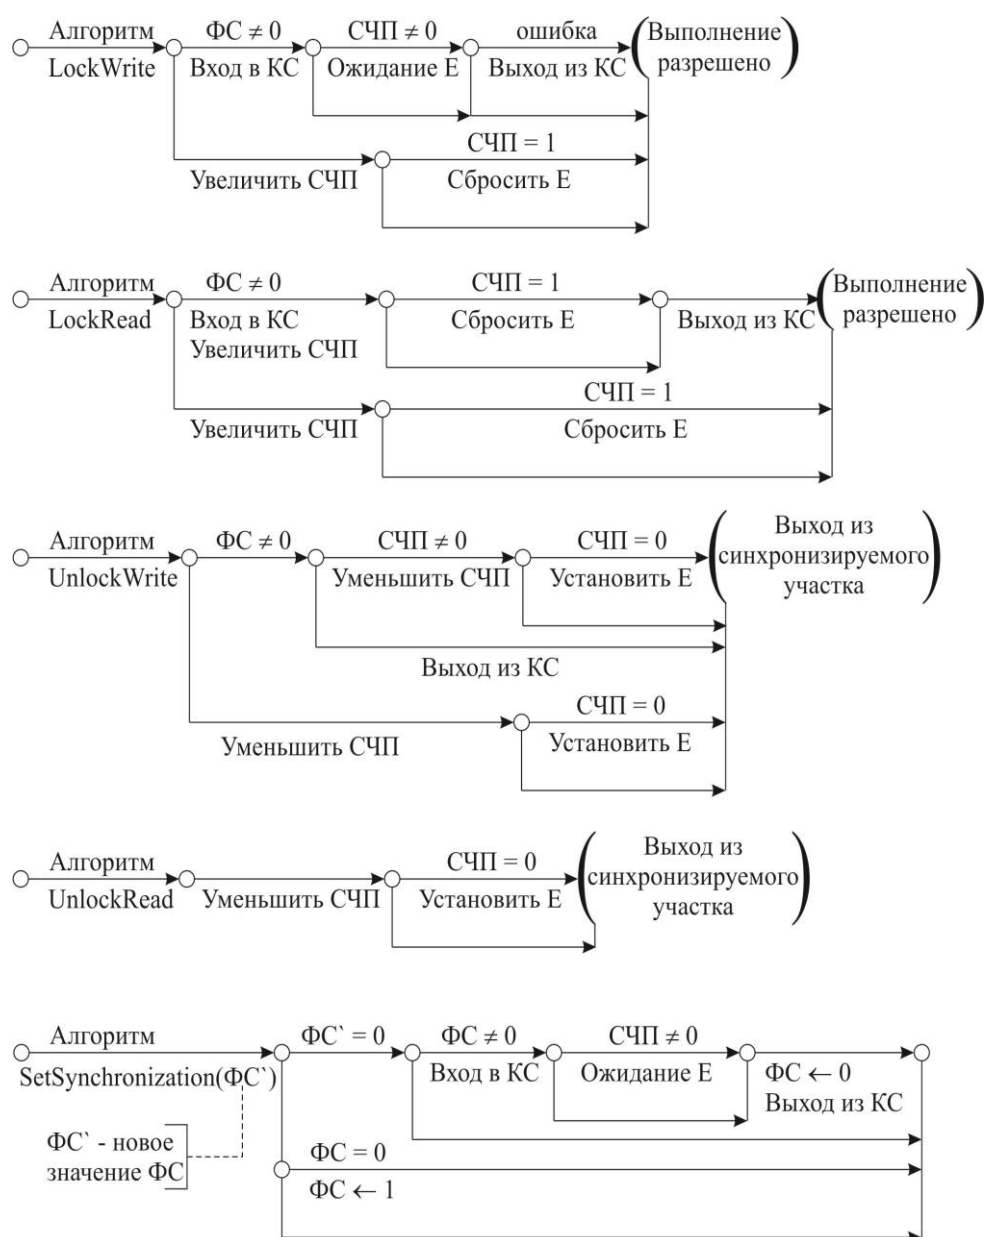 Алгоритм ФС ≠ 0 СЧП ≠ 0 ошибка Выполнение
LockWrite Вход в КС Ожидание Е Выход из КС разрешено
СЧП = 1
Увеличить СЧП Сбросить Е
Алгоритм ФС ≠ 0 СЧП = 1 Выполнение
LockRead Вход в КС Сбросить Е Выход из КС разрешено
Увеличить СЧП
СЧП = 1
Увеличить СЧП Сбросить Е
Выход из
Алгоритм ФС ≠ 0 СЧП ≠ 0 СЧП = 0 синхронизируемого
UnlockWrite Уменьшить СЧП Установить Е участка
Выход из КС
СЧП = 0
Уменьшить СЧП Установить Е
Выход из
Алгоритм СЧП = 0 синхронизируемого
UnlockRead Уменьшить СЧП Установить Е участка
Алгоритм ФС` = 0 ФС ≠ 0 СЧП ≠ 0
SetSynchronization(ФС`) Вход в КС Ожидание Е ФС ← 0
Выход из КС
ФС` - новое ФС = 0
значение ФС ФС ← 1